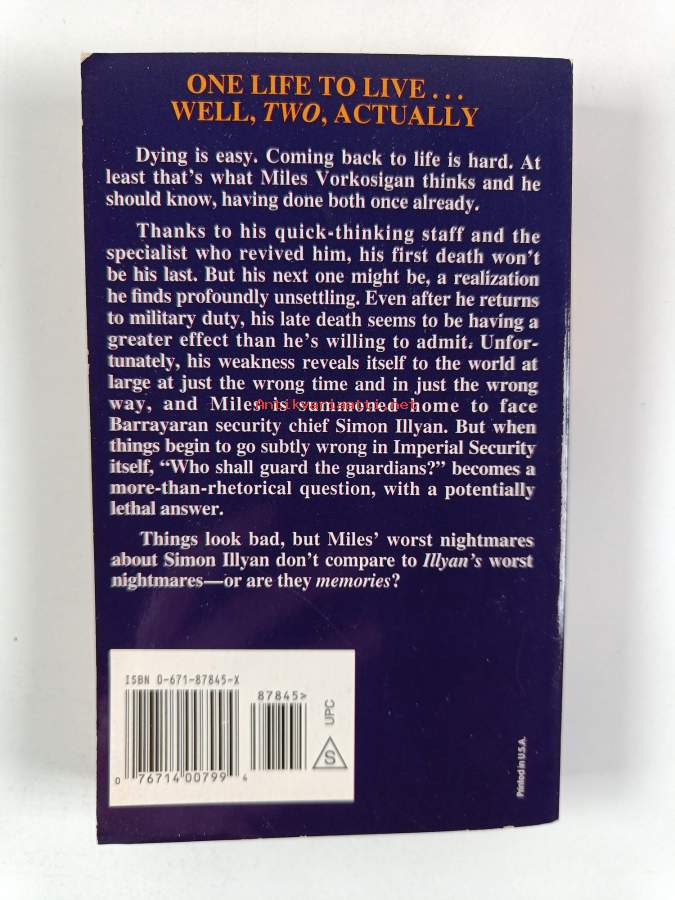 ONE LIFE TO LIVE . . .
WELL, TWO, ACTUALLY
Dying is easy. Coming back to life is hard. At
least that's what Miles Vorkosigan thinks and he
should know, having done both once already.
Thanks to his quick-thinking staff and the
specialist who revived him, his first death won't
be his last. But his next one might be, a realization
he finds profoundly unsettling. Even after he returns
to military duty, his late death seems to be having a
greater effect than he's willing to admit. Unfor-
tunately, his weakness reveals itself to the world at
large at just the wrong time and in just the wrong
way, and Miles is summoned home to face
Antikvariaatti.net
Barrayaran security chief Simon Illyan. But when
things begin to go subtly wrong in Imperial Security
itself, "Who shall guard the guardians?" becomes a
more-than-rhetorical question, with a potentially
lethal answer.
Things look bad, but Miles' worst nightmares
about Simon Illyan don't compare to Illyan's worst
nightmares—or are they memories?
ISBN 0-671-87845-X
87845>
UPC
S
0 76714 00799 4
Printed in U.S.A.